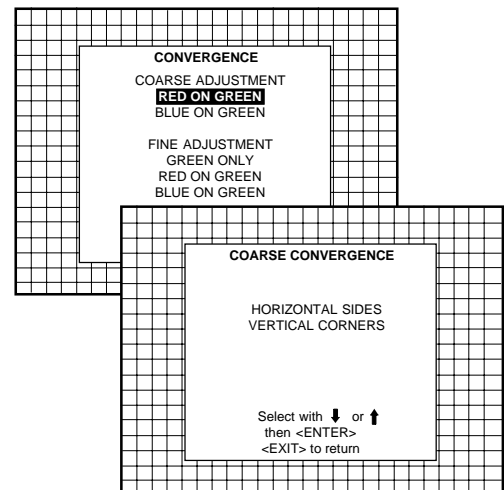 CONVERGENCE
COARSE ADJUSTMENT
RED ON GREEN
BLUE ON GREEN
FINE ADJUSTMENT
GREEN ONLY
RED ON GREEN
BLUE ON GREEN
COARSE CONVERGENCE
HORIZONTAL SIDES
VERTICAL CORNERS
Select with ⬇ or ⬆
then <ENTER>
<EXIT> to return